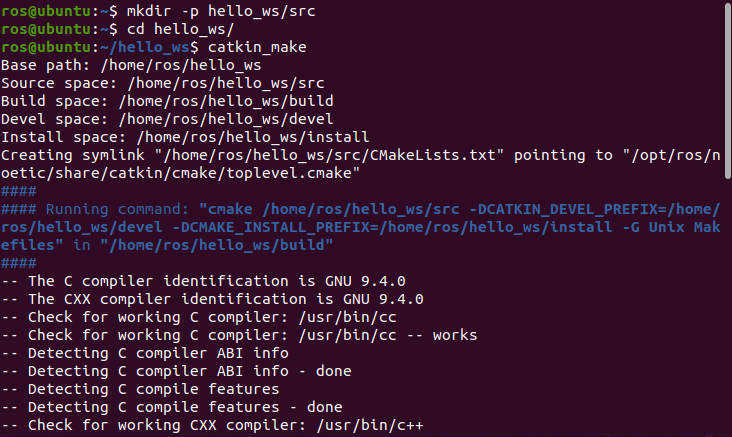 ros@ubuntu:~$ mkdir -p hello_ws/src
ros@ubuntu:~$ cd hello_ws/
ros@ubuntu:~/hello_ws$ catkin_make
Base path: /home/ros/hello_ws
Source space: /home/ros/hello_ws/src
Build space: /home/ros/hello_ws/build
Devel space: /home/ros/hello_ws/devel
Install space: /home/ros/hello_ws/install
Creating symlink "/home/ros/hello_ws/src/CMakeLists.txt" pointing to "/opt/ros/n
oetic/share/catkin/cmake/toplevel.cmake"
####
#### Running command: "cmake /home/ros/hello_ws/src -DCATKIN_DEVEL_PREFIX=/home/
ros/hello_ws/devel -DCMAKE_INSTALL_PREFIX=/home/ros/hello_ws/install -G Unix Mak
efiles" in "/home/ros/hello_ws/build"
####
-- The C compiler identification is GNU 9.4.0
-- The CXX compiler identification is GNU 9.4.0
-- Check for working C compiler: /usr/bin/cc
-- Check for working C compiler: /usr/bin/cc -- works
-- Detecting C compiler ABI info
-- Detecting C compiler ABI info - done
-- Detecting C compile features
-- Detecting C compile features - done
-- Check for working CXX compiler: /usr/bin/c++